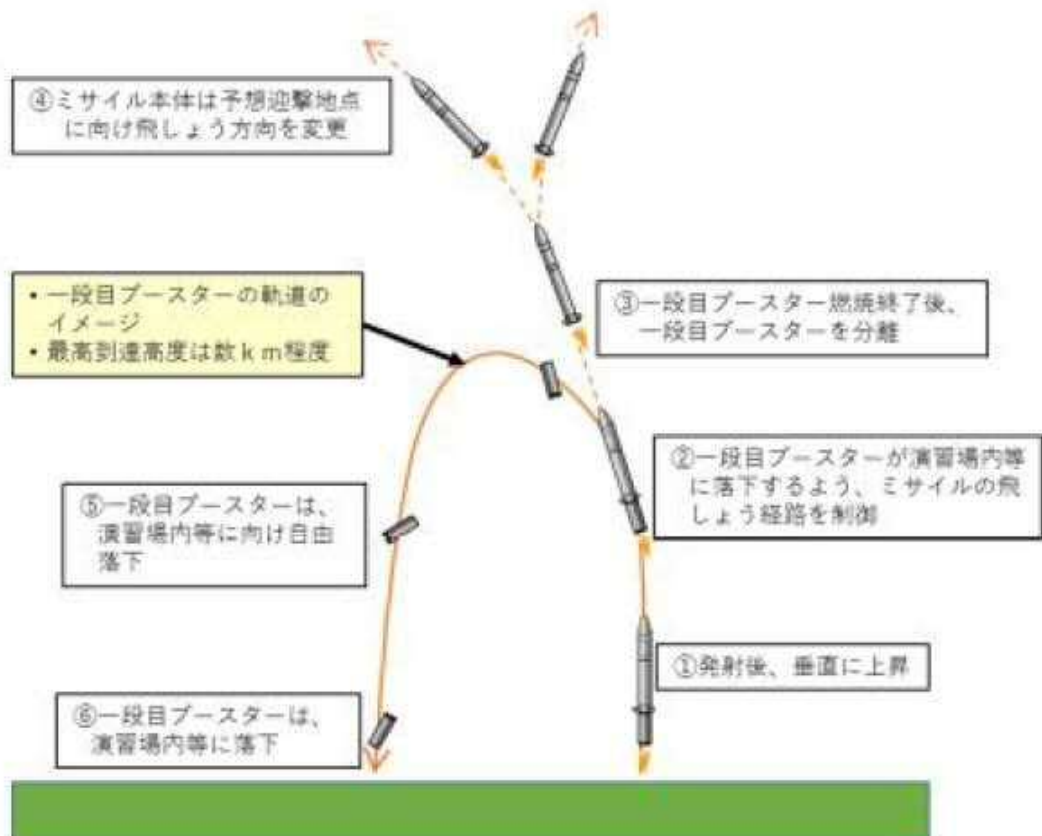 ④ミサイル本体は予想迎撃地点
に向け飛しょう方向を変更
・一段目ブースターの軌道の
イメージ
・最高到達高度は数ｋｍ程度
③一段目ブースター燃焼終了後、
一段目ブースターを分離
②一段目ブースターが演習場内等
に落下するよう、ミサイルの飛
しょう経路を制御
⑤一段目ブースターは、
演習場内等に向け自由
落下
①発射後、垂直に上昇
⑥一段目ブースターは、
演習場内等に落下